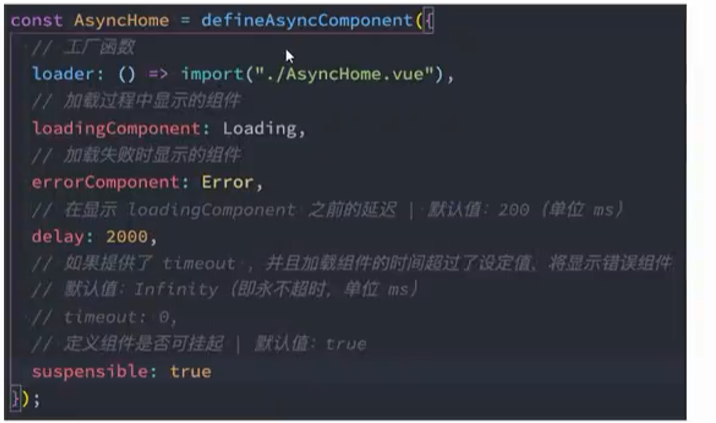 const AsyncHome = defineAsyncComponent({
// 工厂函数
loader: () => import("./AsyncHome.vue"),
// 加载过程中显示的组件
loadingComponent: Loading,
// 加载失败时显示的组件
errorComponent: Error,
// 在显示 loadingComponent 之前的延迟 | 默认值：200（单位 ms）
delay: 2000,
// 如果提供了 timeout ，并且加载组件的时间超过了设定值，将显示错误组件
// 默认值：Infinity（即永不超时，单位 ms）
// timeout: 0,
// 定义组件是否可挂起 | 默认值：true
suspensible: true
});